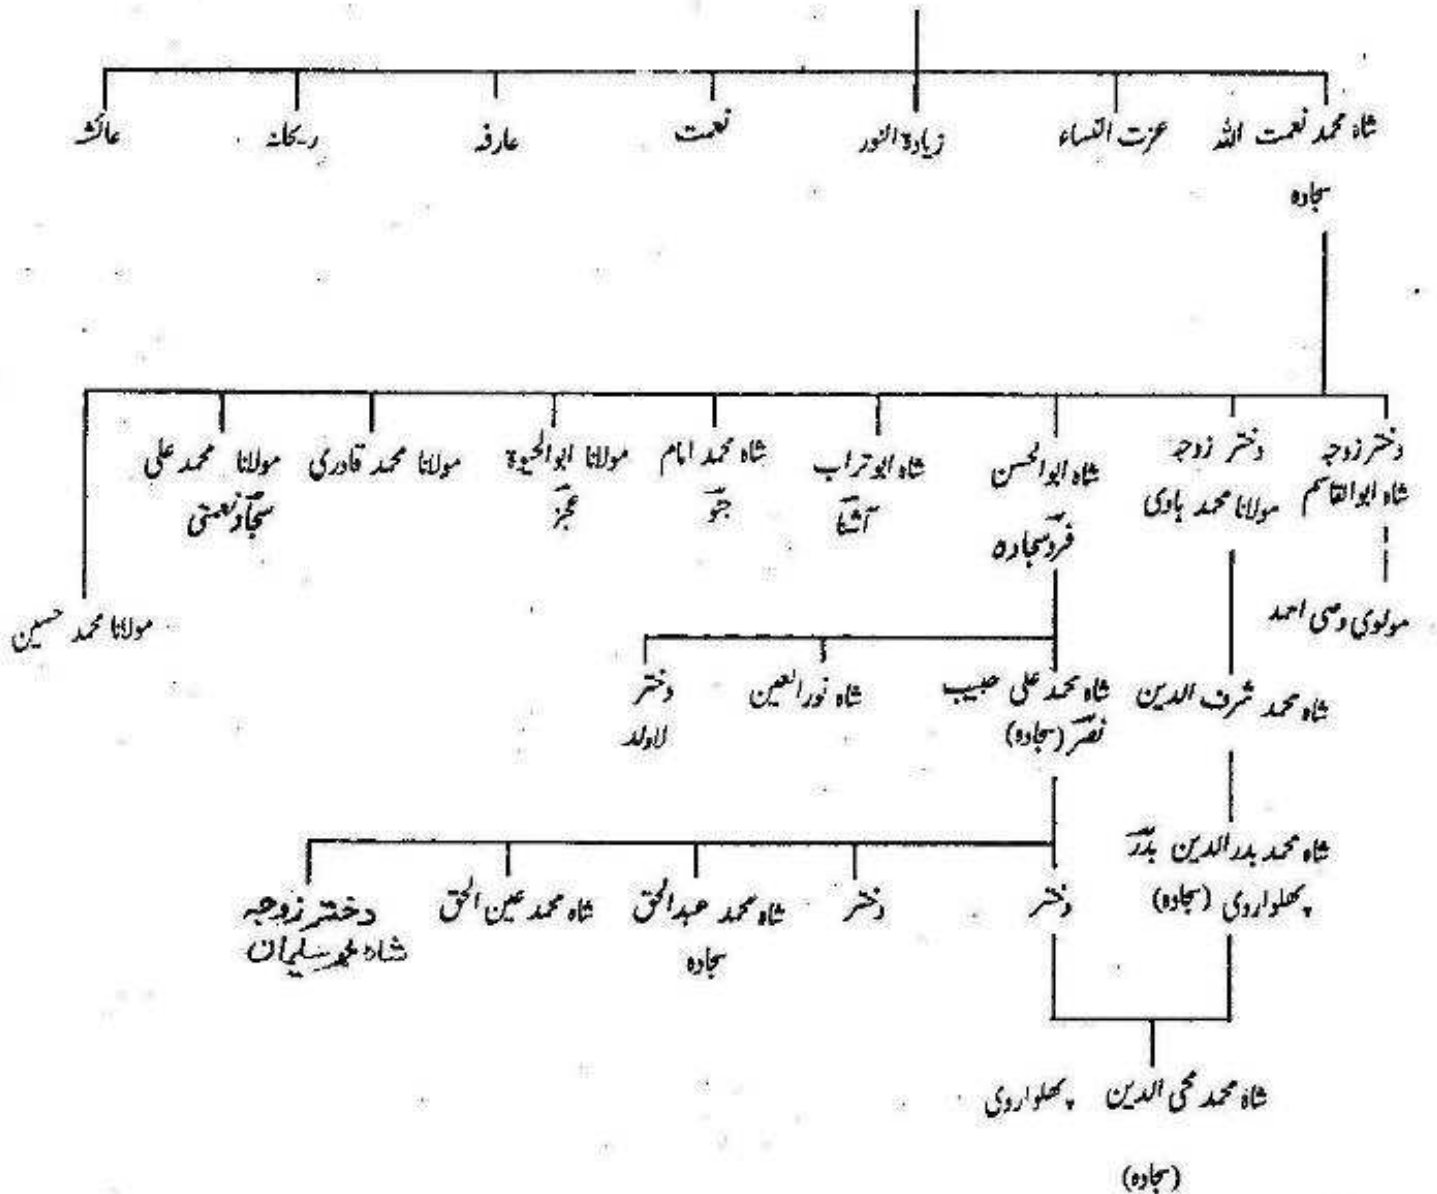 شاہ محمد نعمت اللہ
سجادہ
عزت النساء
زیادۃ النور
نعمت
عارفہ
ریحانہ
عائشہ
دختر زوجہ
شاہ ابوالقاسم
دختر زوجہ
مولانا محمد ہادی
شاہ ابوالحسن
فرد سجادہ
شاہ ابو تراب
آشنا
شاہ محمد امام
مولانا ابوالحیوۃ
عجز
مولانا محمد قادری
مولانا محمد علی
سجاد نعمتی
مولوی وصی احمد
مولانا محمد حسین
شاہ محمد شرف الدین
شاہ محمد علی حبیب
نصر (سجادہ)
شاہ نورالعین
دختر
لاولد
شاہ محمد بدرالدین بدر
پھلواروی (سجادہ)
دختر
دختر
شاہ محمد عبدالحق
سجادہ
شاہ محمد عین الحق
دختر زوجہ
شاہ محمد سلیمان
شاہ محمد محی الدین پھلواروی
(سجادہ)